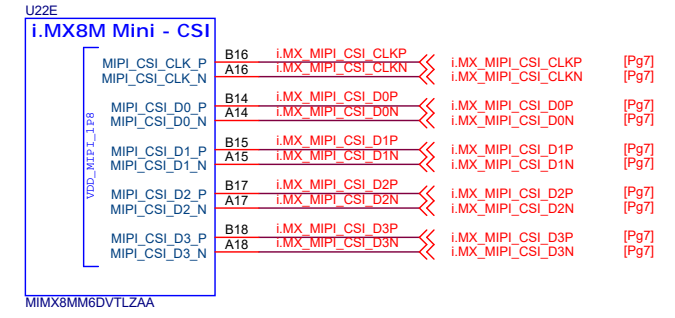 U22E
i.MX8M Mini - CSI
MIPI_CSI_CLK_P B16 i.MX_MIPI_CSI_CLKP i.MX_MIPI_CSI_CLKP [Pg7]
MIPI_CSI_CLK_N A16 i.MX_MIPI_CSI_CLKN i.MX_MIPI_CSI_CLKN [Pg7]
MIPI_CSI_D0_P B14 i.MX_MIPI_CSI_D0P i.MX_MIPI_CSI_D0P [Pg7]
MIPI_CSI_D0_N A14 i.MX_MIPI_CSI_D0N i.MX_MIPI_CSI_D0N [Pg7]
MIPI_CSI_D1_P B15 i.MX_MIPI_CSI_D1P i.MX_MIPI_CSI_D1P [Pg7]
MIPI_CSI_D1_N A15 i.MX_MIPI_CSI_D1N i.MX_MIPI_CSI_D1N [Pg7]
MIPI_CSI_D2_P B17 i.MX_MIPI_CSI_D2P i.MX_MIPI_CSI_D2P [Pg7]
MIPI_CSI_D2_N A17 i.MX_MIPI_CSI_D2N i.MX_MIPI_CSI_D2N [Pg7]
MIPI_CSI_D3_P B18 i.MX_MIPI_CSI_D3P i.MX_MIPI_CSI_D3P [Pg7]
MIPI_CSI_D3_N A18 i.MX_MIPI_CSI_D3N i.MX_MIPI_CSI_D3N [Pg7]
VDD_MIPI_1P8
MIMX8MM6DVTLZAA